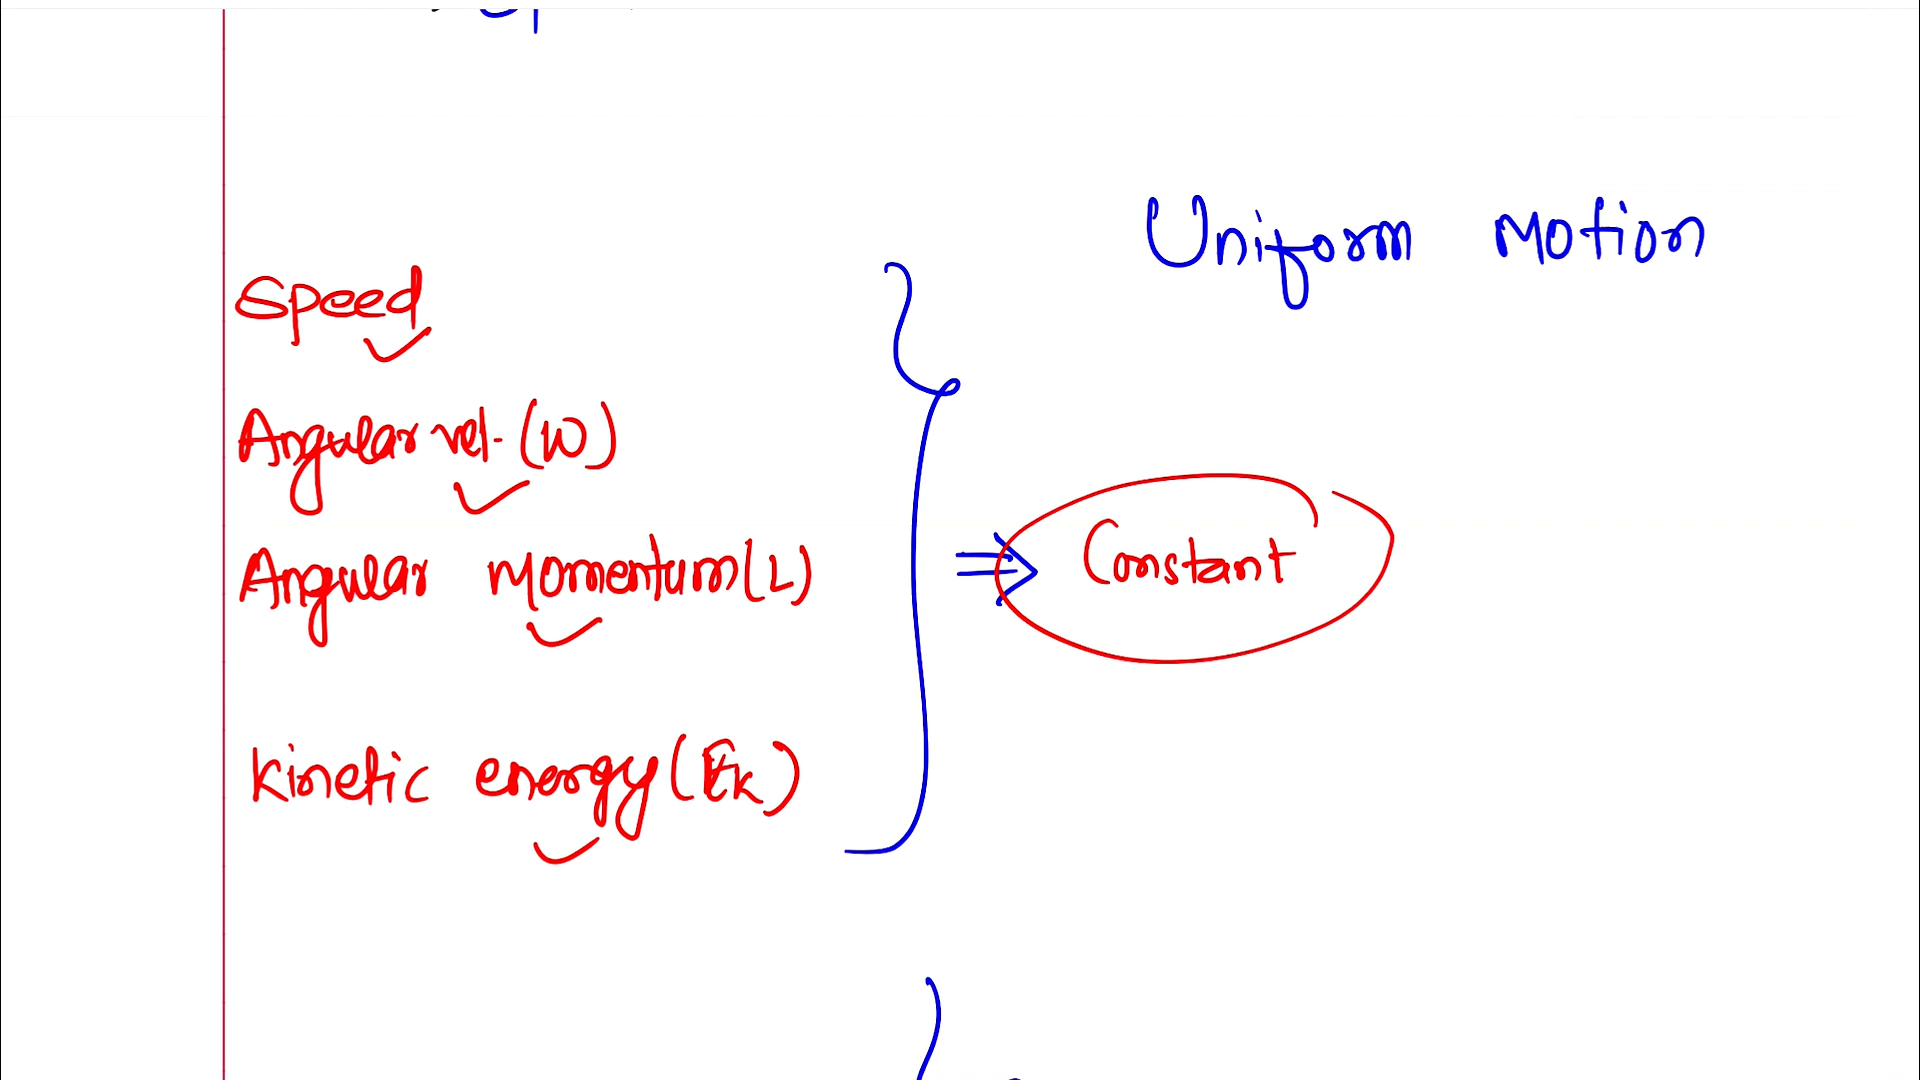 Uniform Motion
Speed
Angular vel. (W)
Angular momentum (L)
⇒ Constant
Kinetic energy (EK)